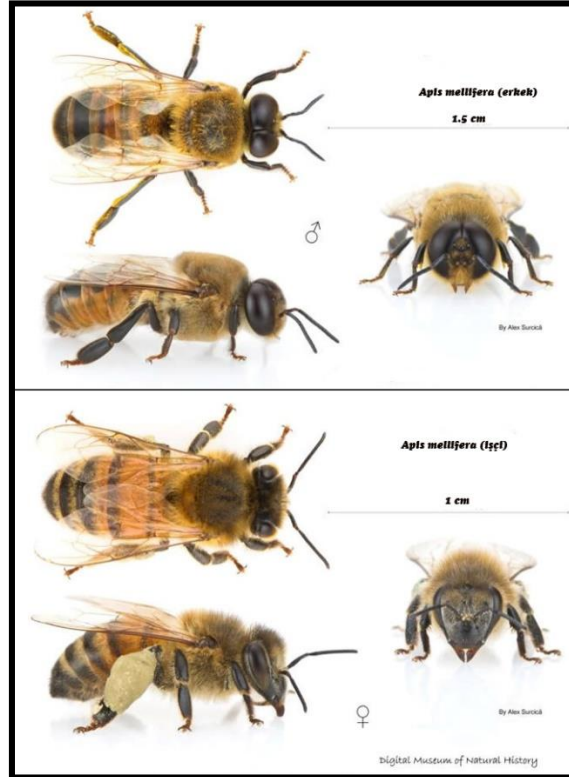 Apis mellifera (erkek)
1.5 cm
♂
By Alex Surcică
Apis mellifera (işçi)
1 cm
♀
By Alex Surcică
Digital Museum of Natural History